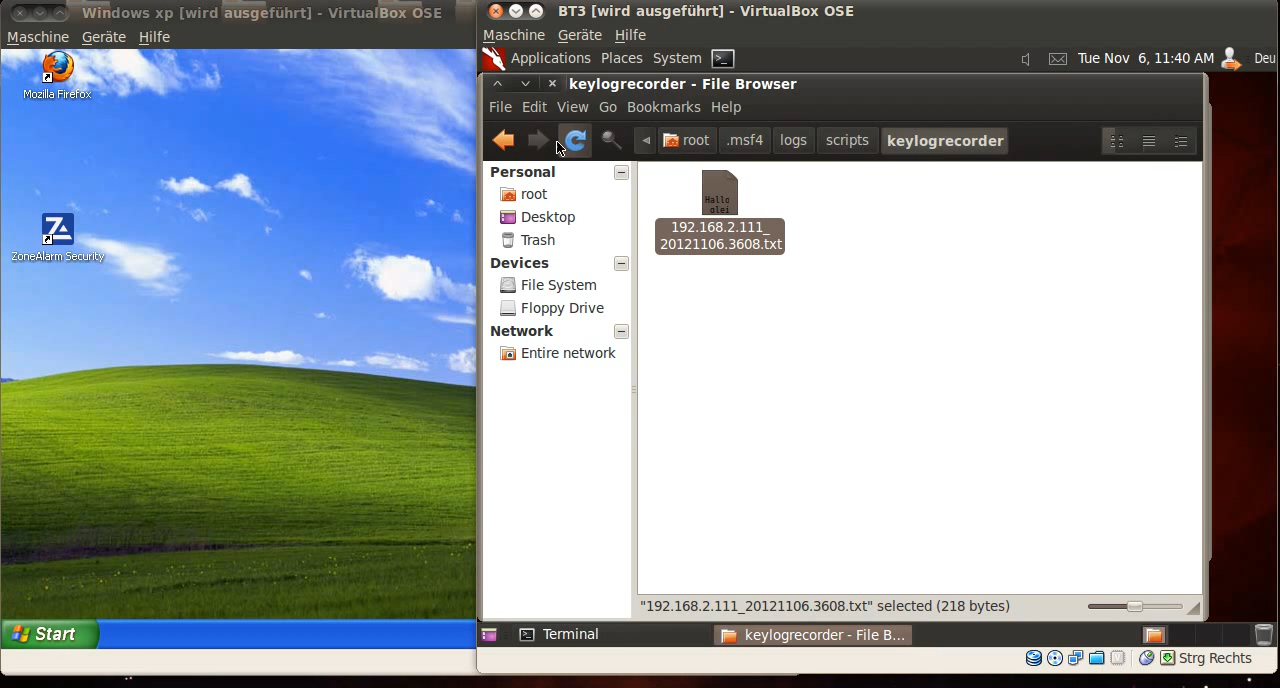 Windows xp [wird ausgeführt] - VirtualBox OSE
Maschine Geräte Hilfe
Mozilla Firefox
ZoneAlarm Security
Start
BT3 [wird ausgeführt] - VirtualBox OSE
Maschine Geräte Hilfe
Applications Places System Tue Nov 6, 11:40 AM Deu
keylogrecorder - File Browser
File Edit View Go Bookmarks Help
root .msf4 logs scripts keylogrecorder
Personal
root
Desktop
Trash
Devices
File System
Floppy Drive
Network
Entire network
Hallo
glei
192.168.2.111_
20121106.3608.txt
"192.168.2.111_20121106.3608.txt" selected (218 bytes)
Terminal keylogrecorder - File B...
Strg Rechts